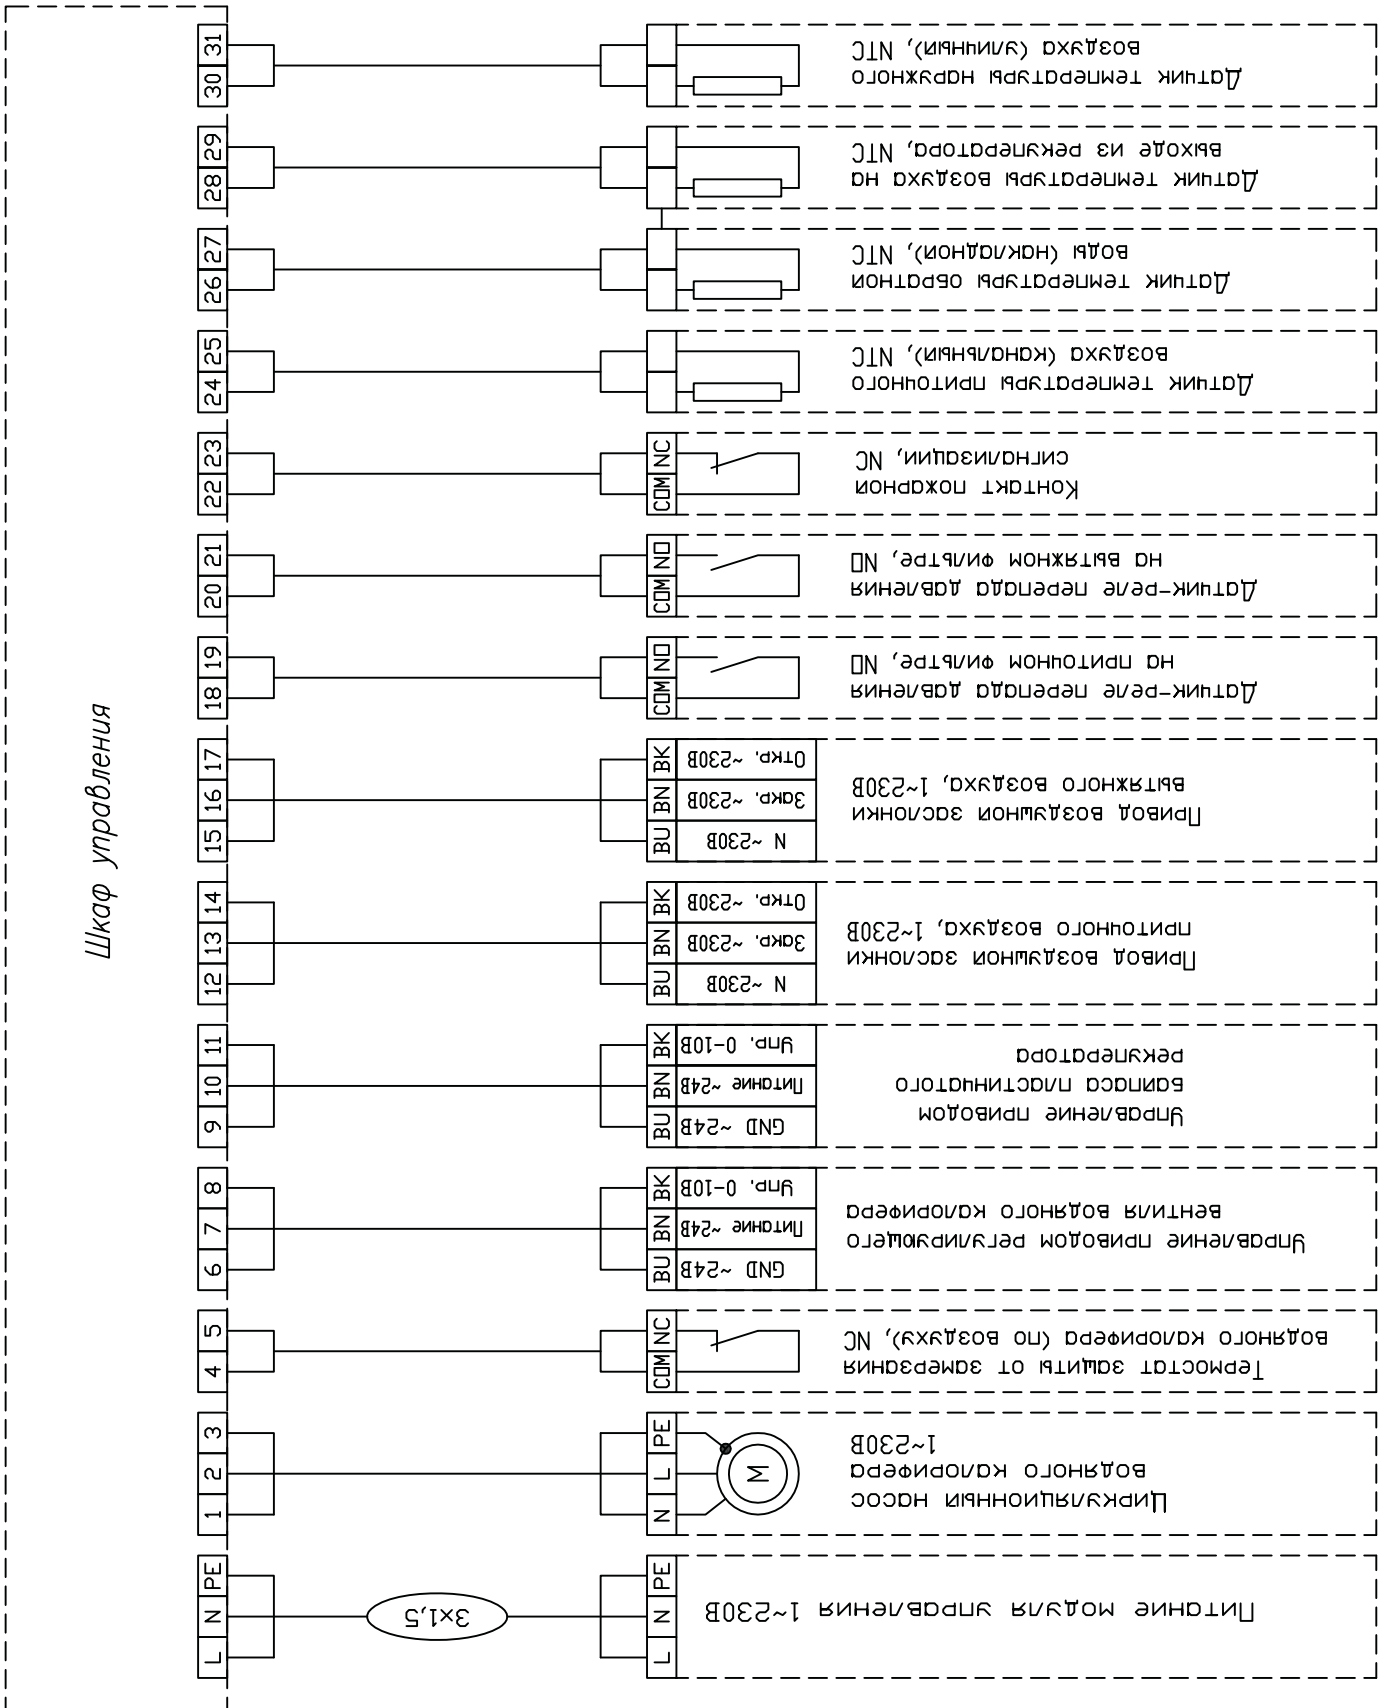 Шкаф управления
31
30
Датчик температуры наружного
воздуха (уличный), NTC
29
28
Датчик температуры воздуха на
выходе из рекуператора, NTC
27
26
Датчик температуры обратной
воды (накладной), NTC
25
24
Датчик температуры приточного
воздуха (канальный), NTC
23
22
NC
COM
Контакт пожарной
сигнализации, NC
21
20
NO
COM
Датчик-реле перепада давления
на вытяжном фильтре, NO
19
18
NO
COM
Датчик-реле перепада давления
на приточном фильтре, NO
17
16
15
BK
BN
BU
Откр. ~230В
Закр. ~230В
N ~230В
Привод воздушной заслонки
вытяжного воздуха, 1~230В
14
13
12
BK
BN
BU
Откр. ~230В
Закр. ~230В
N ~230В
Привод воздушной заслонки
приточного воздуха, 1~230В
11
10
9
BK
BN
BU
Упр. 0-10В
Питание ~24В
GND ~24В
Управление приводом
байпаса пластинчатого
рекуператора
8
7
6
BK
BN
BU
Упр. 0-10В
Питание ~24В
GND ~24В
Управление приводом регулирующего
вентиля водяного калорифера
5
4
NC
COM
Термостат защиты от замерзания
водяного калорифера (по воздуху), NC
3
2
1
PE
L
N
M
Циркуляционный насос
водяного калорифера
1~230В
PE
N
L
3х1,5
PE
N
L
Питание модуля управления 1~230В